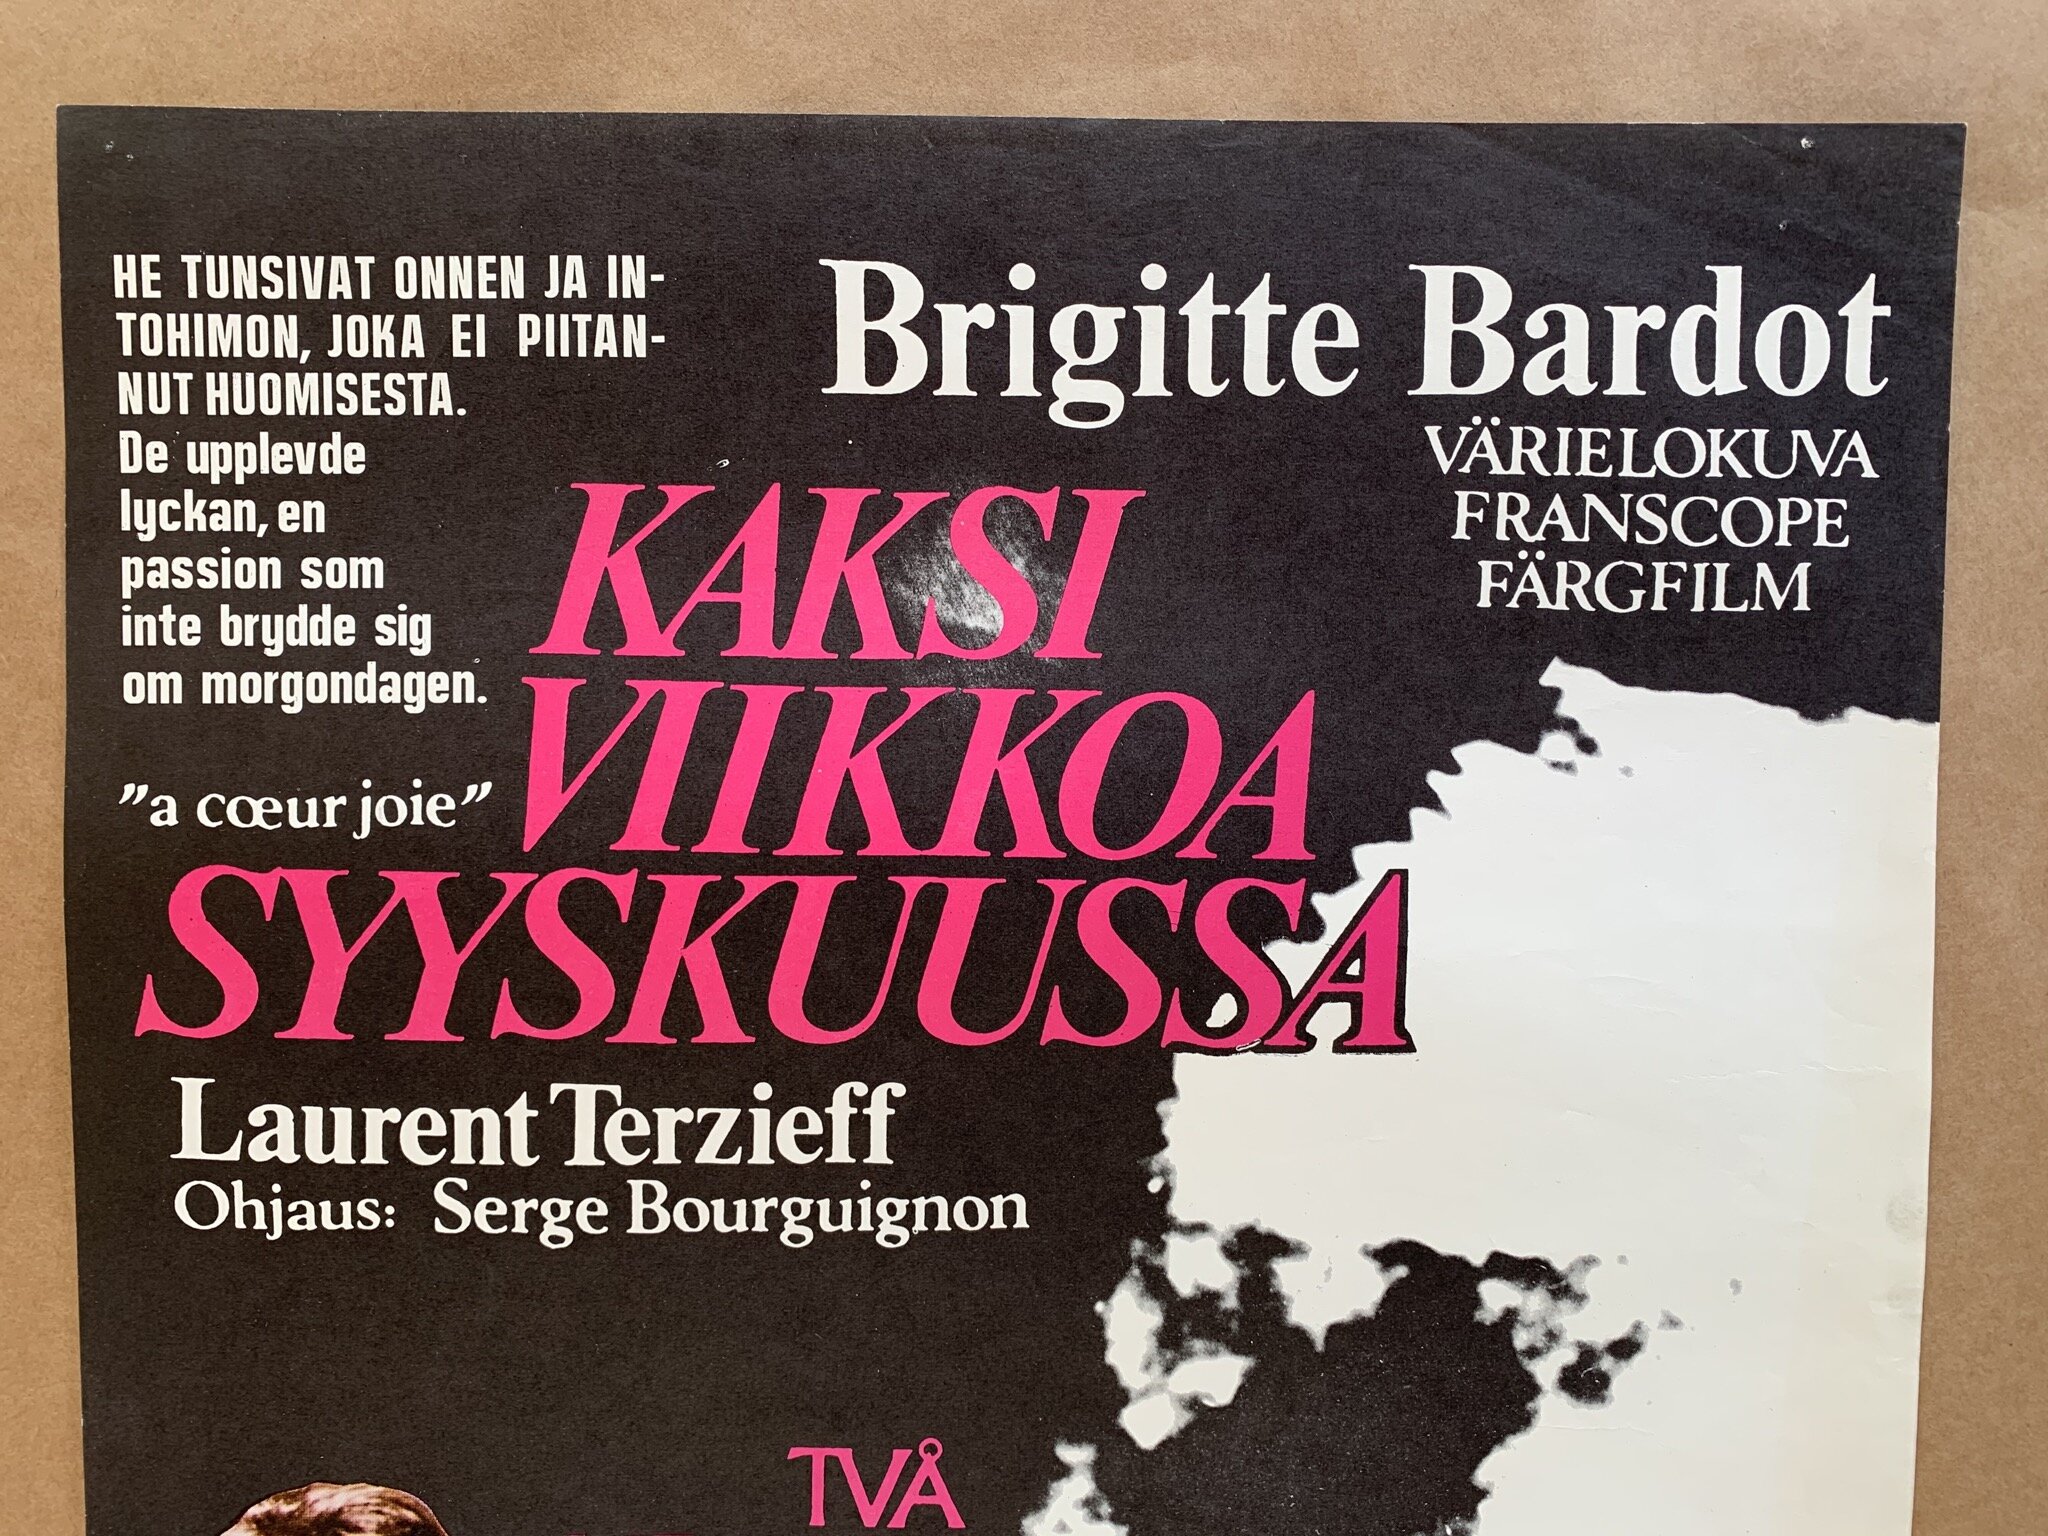 HE TUNSIVAT ONNEN JA IN-
TOHIMON, JOKA EI PIITAN-
NUT HUOMISESTA.
De upplevde
lyckan, en
passion som
inte brydde sig
om morgondagen.
Brigitte Bardot
VÄRIELOKUVA
FRANSCOPE
FÄRGFILM
KAKSI
VIIKKOA
"a cœur joie"
SYYSKUUSSA
Laurent Terzieff
Ohjaus: Serge Bourguignon
TVÅ